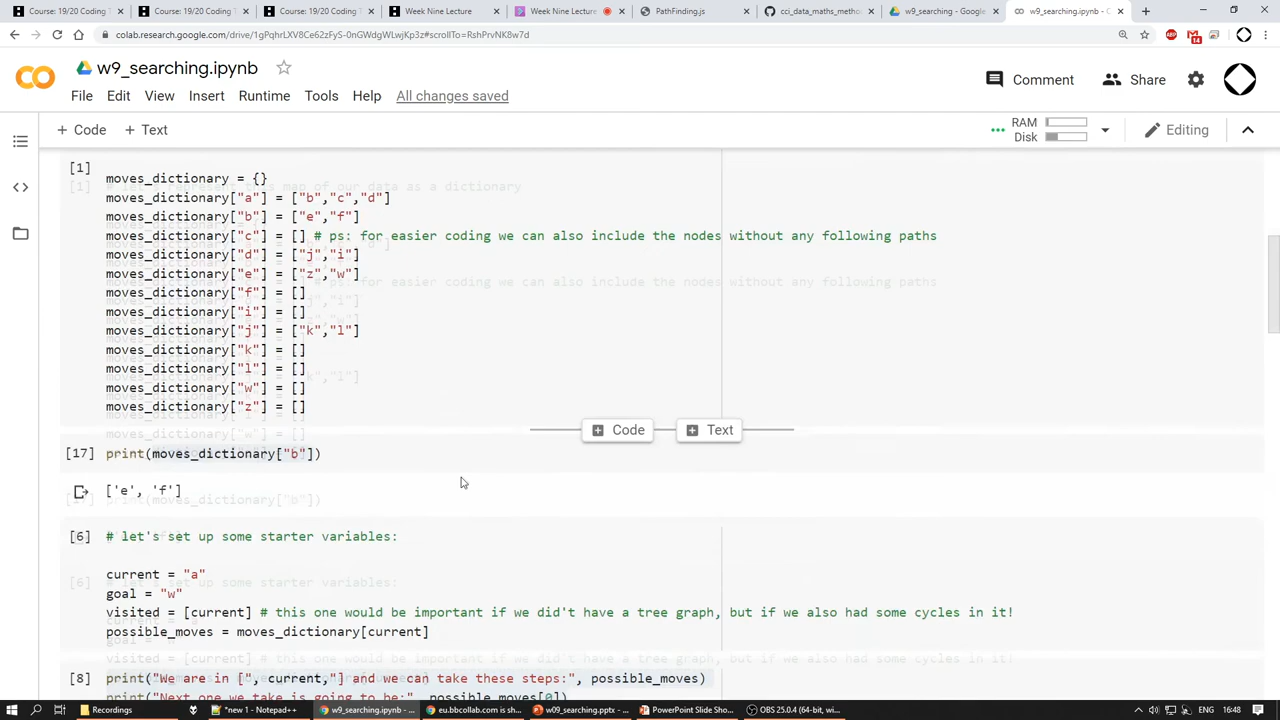 Course: 19/20 Coding T
Course: 19/20 Coding T
Course: 19/20 Coding T
Week Nine Lecture
Week Nine Lecture
PathFinding.js
cci_data_maths_metho
w9_searching - Google
w9_searching.ipynb - C
colab.research.google.com/drive/1gPqhrLXV8Ce62zFyS-0nGWdgWLwjKp3z#scrollTo=RshPrvNK8w7d
w9_searching.ipynb
Comment
Share
File Edit View Insert Runtime Tools Help All changes saved
+ Code + Text
RAM
Disk
Editing
[1]
moves_dictionary = {}
moves_dictionary["a"] = ["b","c","d"]
moves_dictionary["b"] = ["e","f"]
moves_dictionary["c"] = [] # ps: for easier coding we can also include the nodes without any following paths
moves_dictionary["d"] = ["j","i"]
moves_dictionary["e"] = ["z","w"]
moves_dictionary["f"] = []
moves_dictionary["i"] = []
moves_dictionary["j"] = ["k","l"]
moves_dictionary["k"] = []
moves_dictionary["l"] = []
moves_dictionary["w"] = []
moves_dictionary["z"] = []
Code Text
[17] print(moves_dictionary["b"])
['e', 'f']
[6] # let's set up some starter variables:
current = "a"
goal = "w"
visited = [current] # this one would be important if we did't have a tree graph, but if we also had some cycles in it!
possible_moves = moves_dictionary[current]
[8] print("We are in [", current,"] and we can take these steps:", possible_moves)
print("Next one we take is going to be:", possible_moves[0])
Recordings
*new 1 - Notepad++
w9_searching.ipynb - ...
eu.bbcollab.com is sh...
w9_searching.pptx - ...
PowerPoint Slide Sho...
OBS 25.0.4 (64-bit, w...
ENG
16:48